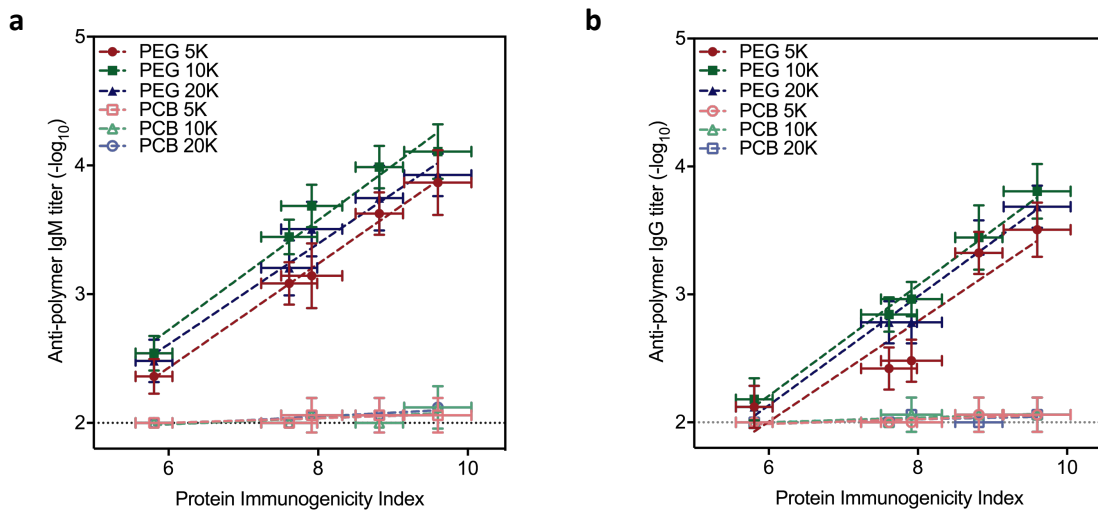 a
5
4
3
2
6
8
10
Anti-polymer IgM titer (-log10)
Protein Immunogenicity Index
PEG 5K
PEG 10K
PEG 20K
PCB 5K
PCB 10K
PCB 20K
b
5
4
3
2
6
8
10
Anti-polymer IgG titer (-log10)
Protein Immunogenicity Index
PEG 5K
PEG 10K
PEG 20K
PCB 5K
PCB 10K
PCB 20K